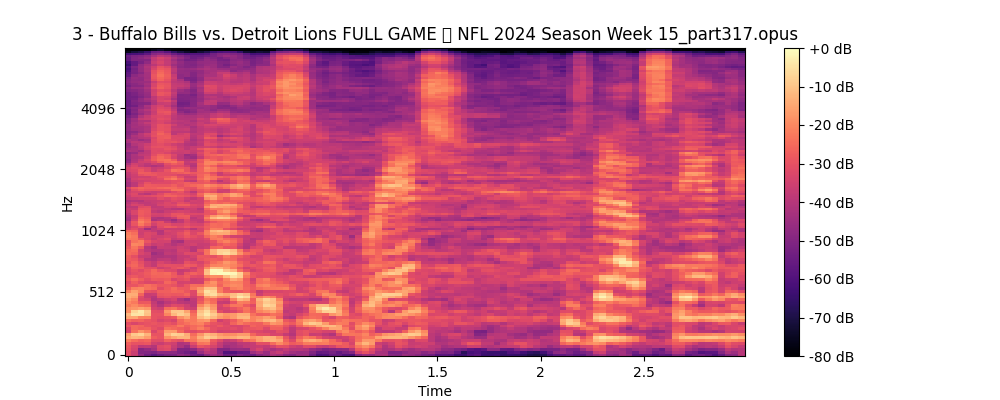 3 - Buffalo Bills vs. Detroit Lions FULL GAME ▯ NFL 2024 Season Week 15_part317.opus
Hz
4096
2048
1024
512
0
0 0.5 1 1.5 2 2.5
Time
+0 dB
-10 dB
-20 dB
-30 dB
-40 dB
-50 dB
-60 dB
-70 dB
-80 dB